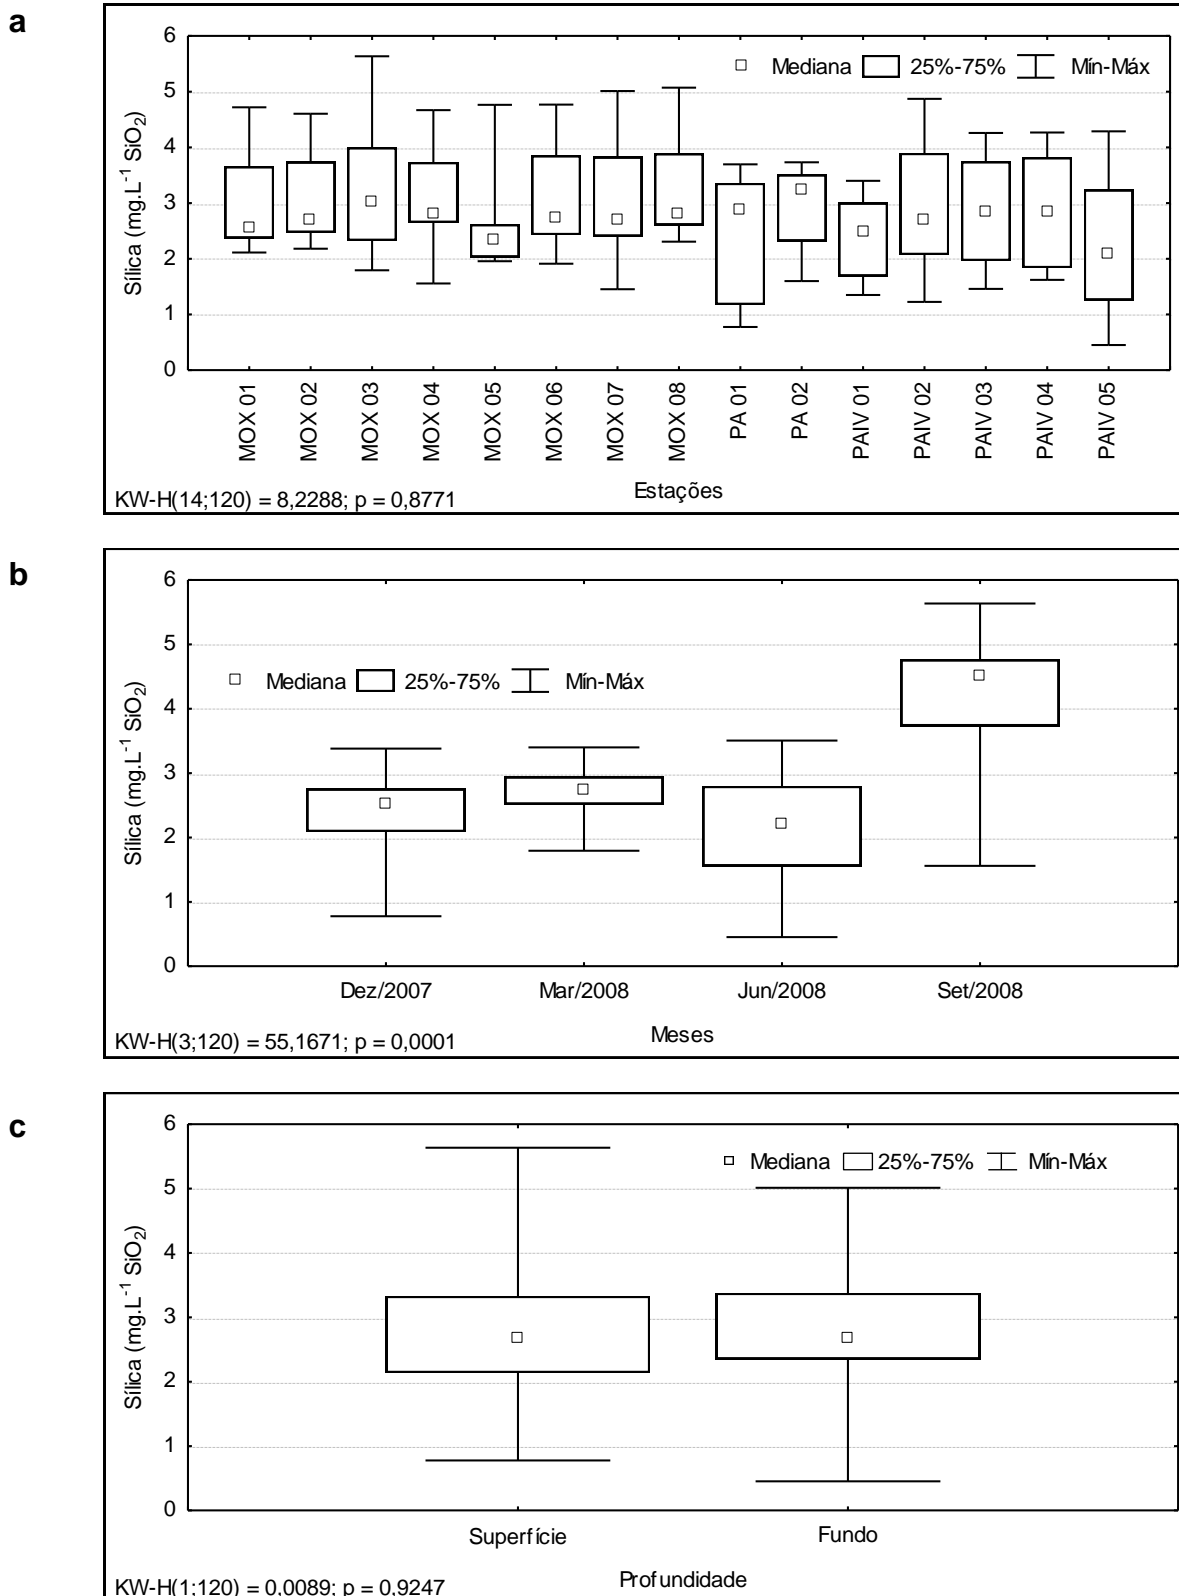 a
6
5
4
3
2
1
0
Sílica (mg.L-1 SiO2)
Mediana 25%-75% Mín-Máx
MOX 01
MOX 02
MOX 03
MOX 04
MOX 05
MOX 06
MOX 07
MOX 08
PA 01
PA 02
PAIV 01
PAIV 02
PAIV 03
PAIV 04
PAIV 05
Estações
KW-H(14;120) = 8,2288; p = 0,8771
b
6
5
4
3
2
1
0
Sílica (mg.L-1 SiO2)
Mediana 25%-75% Mín-Máx
Dez/2007 Mar/2008 Jun/2008 Set/2008
Meses
KW-H(3;120) = 55,1671; p = 0,0001
c
6
5
4
3
2
1
0
Sílica (mg.L-1 SiO2)
Mediana 25%-75% Mín-Máx
Superfície Fundo
Profundidade
KW-H(1;120) = 0,0089; p = 0,9247